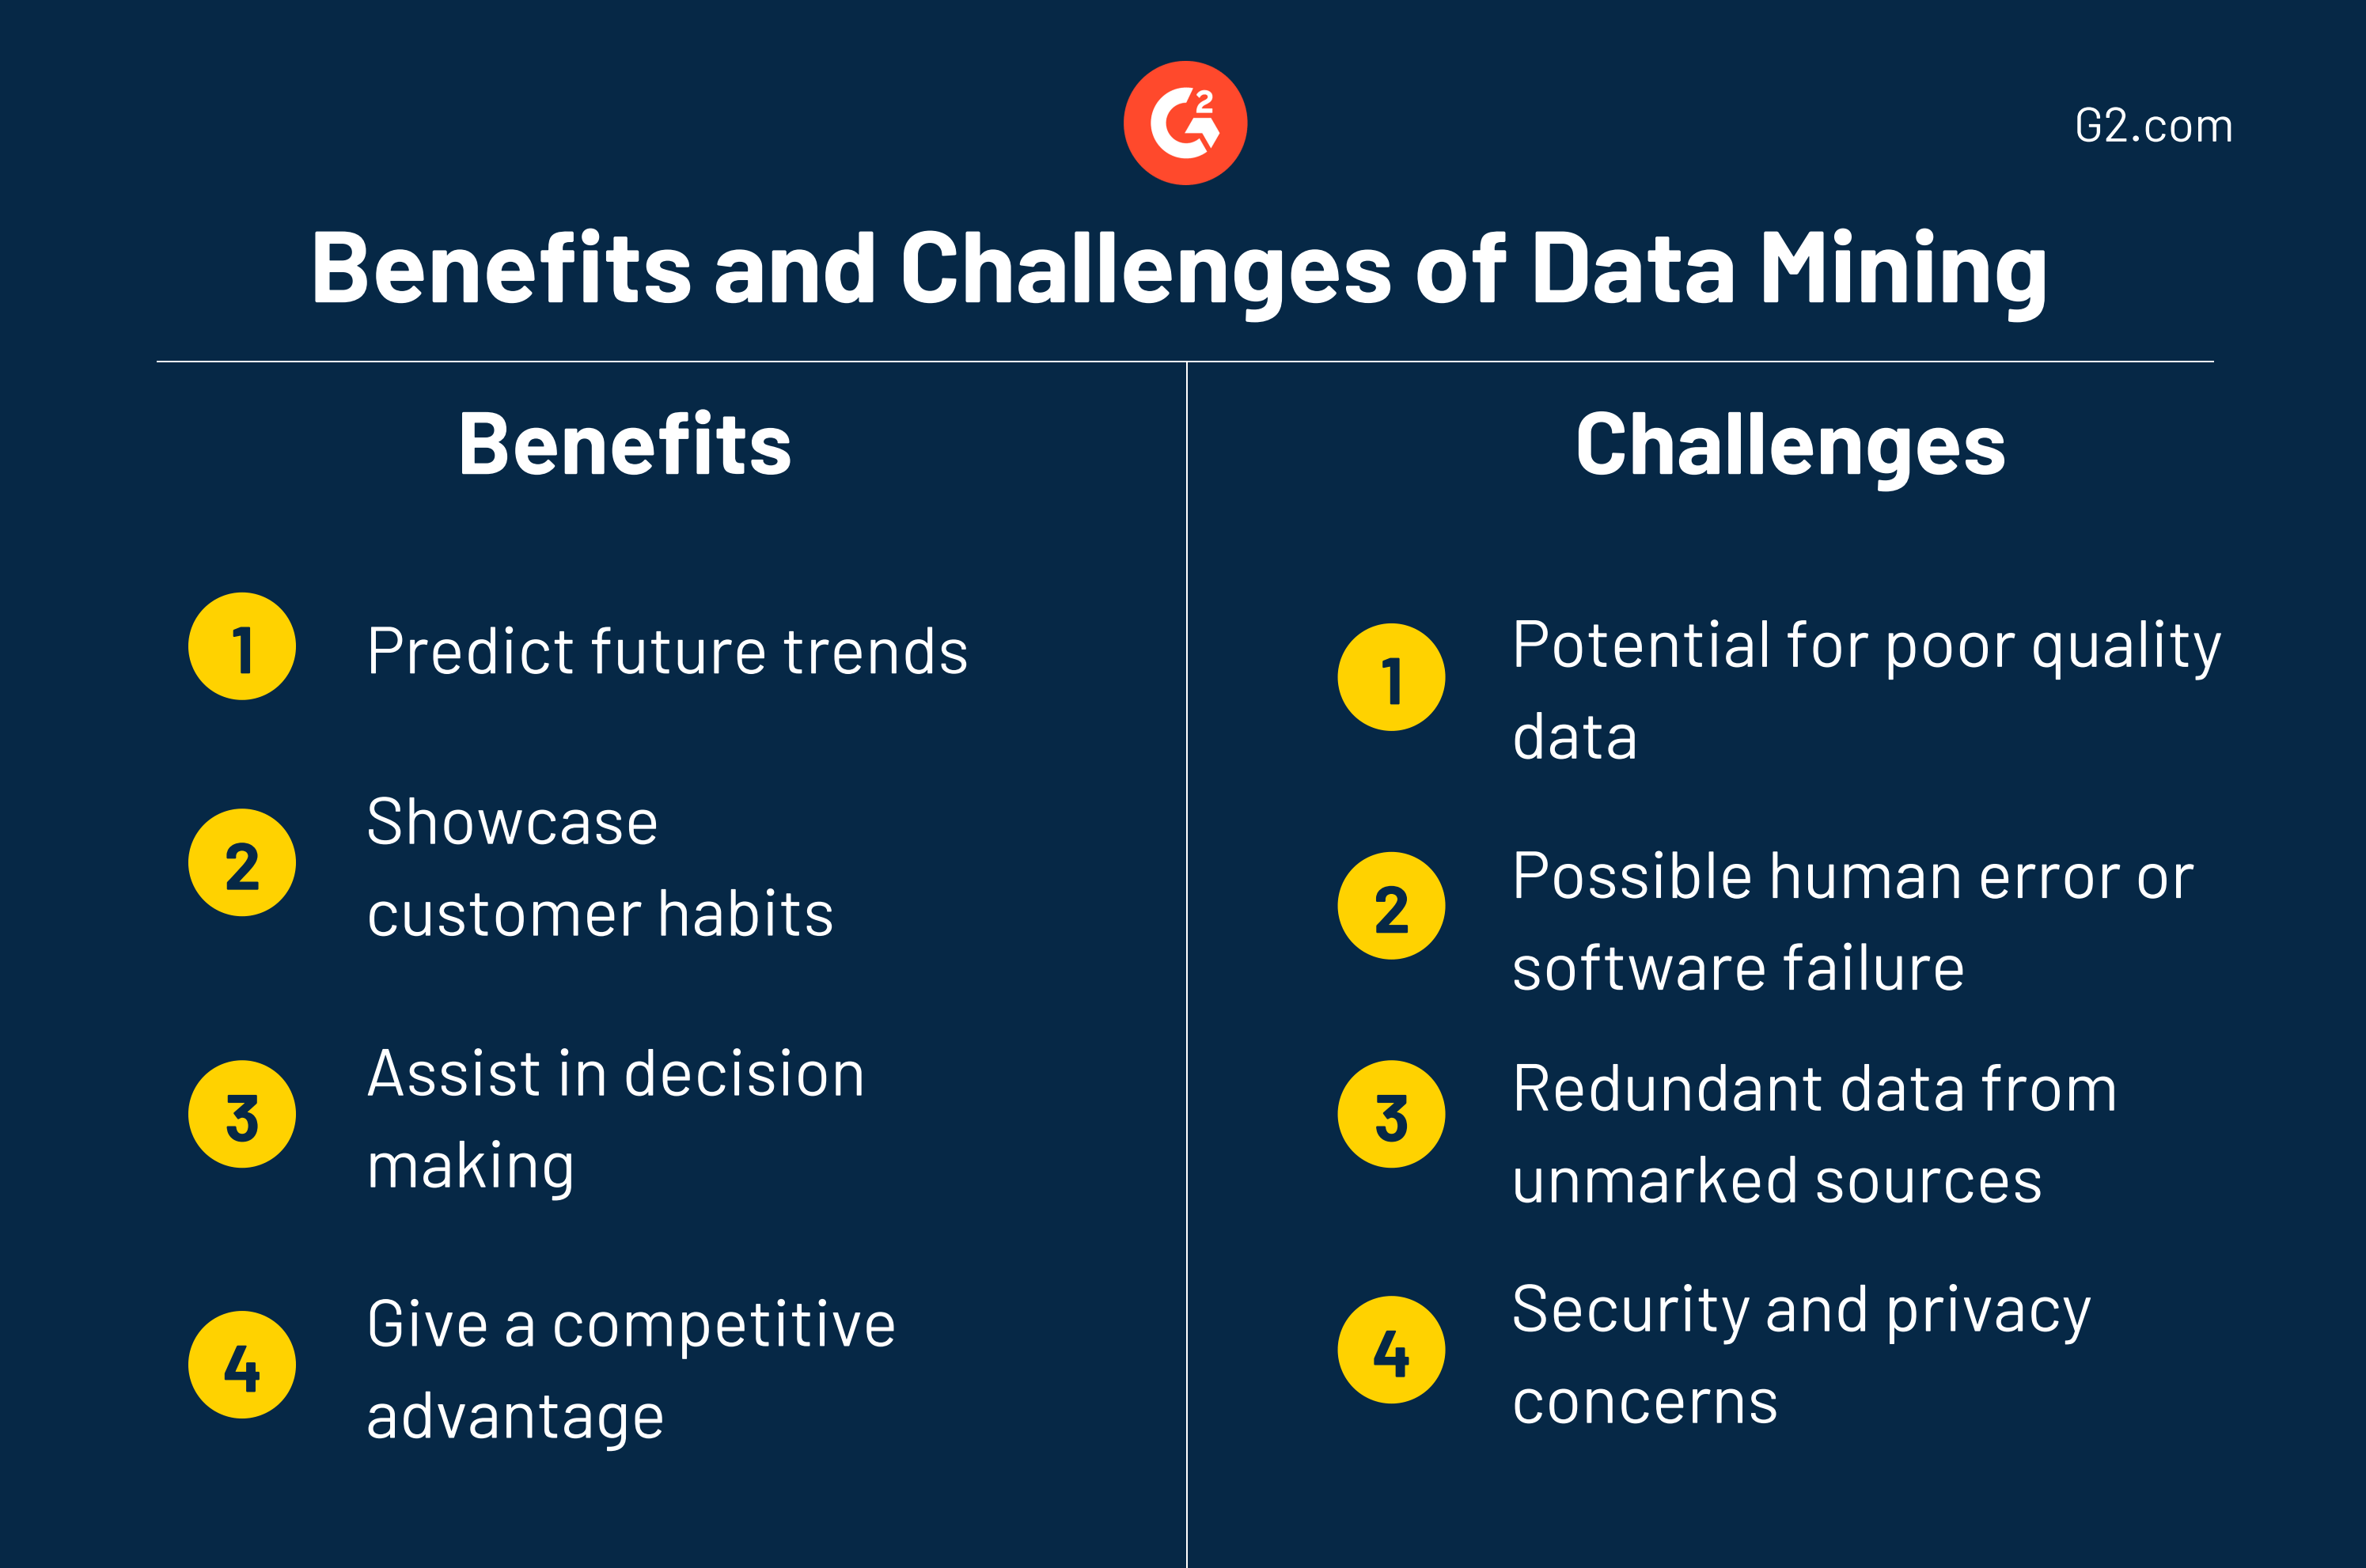 G2.com
Benefits and Challenges of Data Mining
Benefits
1
Predict future trends
2
Showcase
customer habits
3
Assist in decision
making
4
Give a competitive
advantage
Challenges
1
Potential for poor quality
data
2
Possible human error or
software failure
3
Redundant data from
unmarked sources
4
Security and privacy
concerns